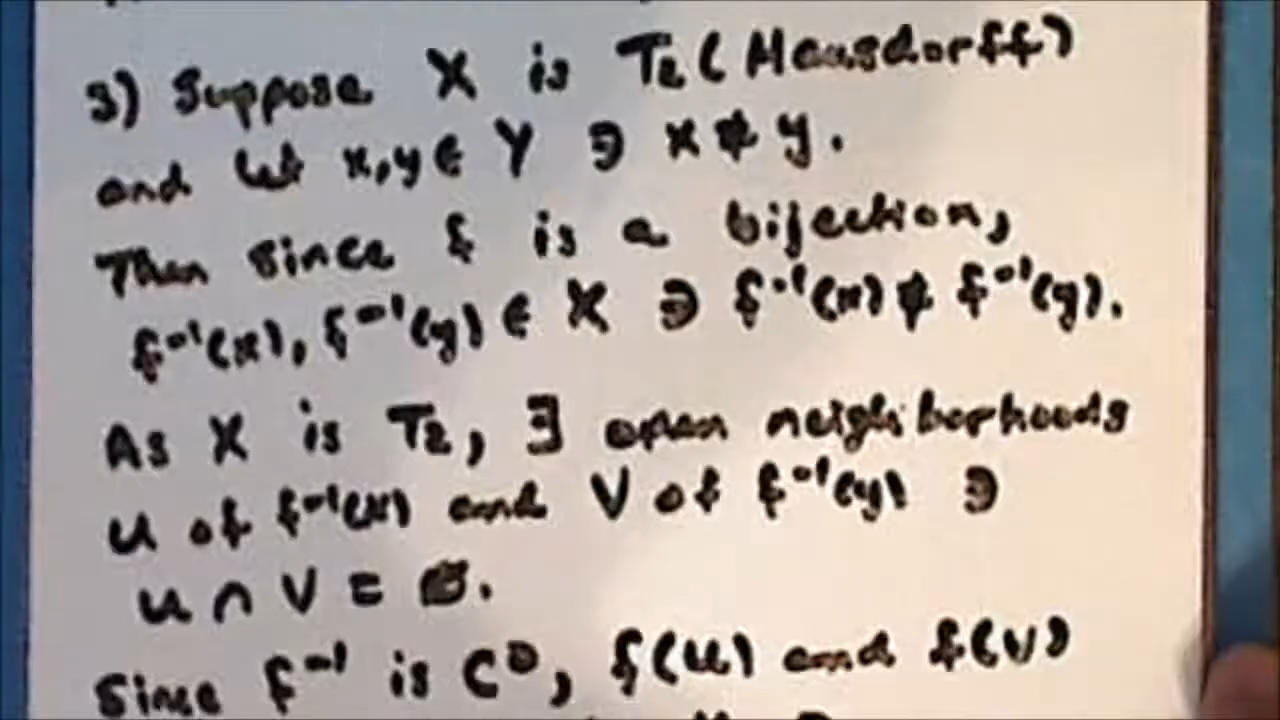 3) Suppose X is T₂ (Hausdorff)
and let x,y ∈ Y ∋ x ≠ y.
Then since f is a bijection,
f⁻¹(x), f⁻¹(y) ∈ X ∋ f⁻¹(x) ≠ f⁻¹(y).
As X is T₂, ∃ open neighborhoods
U of f⁻¹(x) and V of f⁻¹(y) ∋
U ∩ V = ∅.
Since f⁻¹ is C⁰, f(U) and f(V)